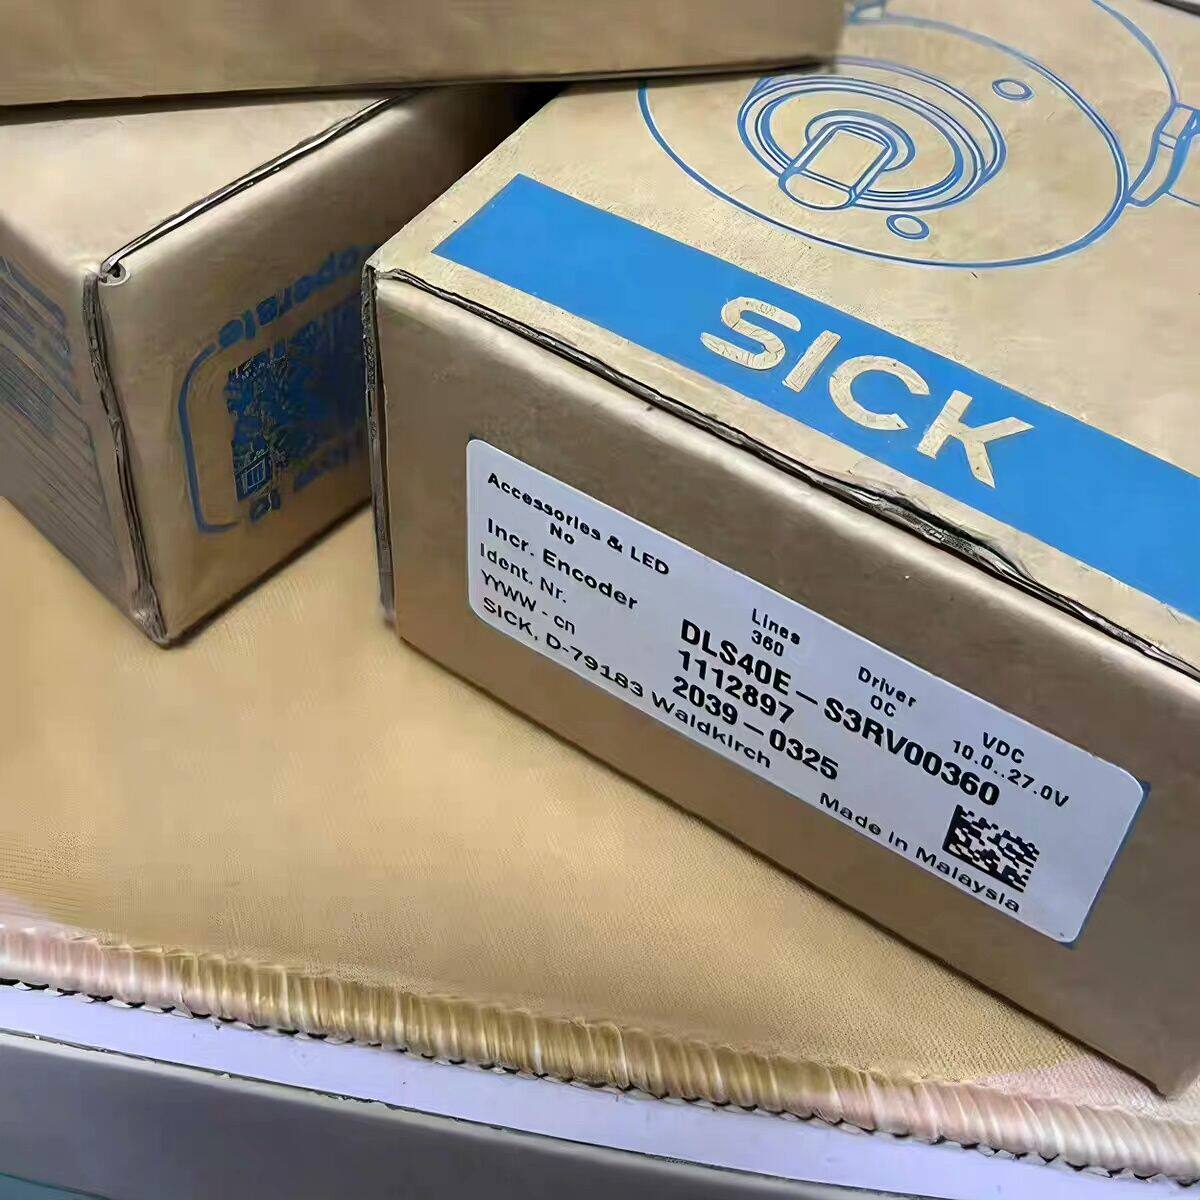 SICK
Accessories & LED
No
Lines
360
Driver
OC
VDC
10.0..27.0V
Incr. Encoder DLS40E-S3RV00360
Ident. Nr. 1112897
YYWW - cn 2039-0325
SICK, D-79183 Waldkirch
Made in Malaysia